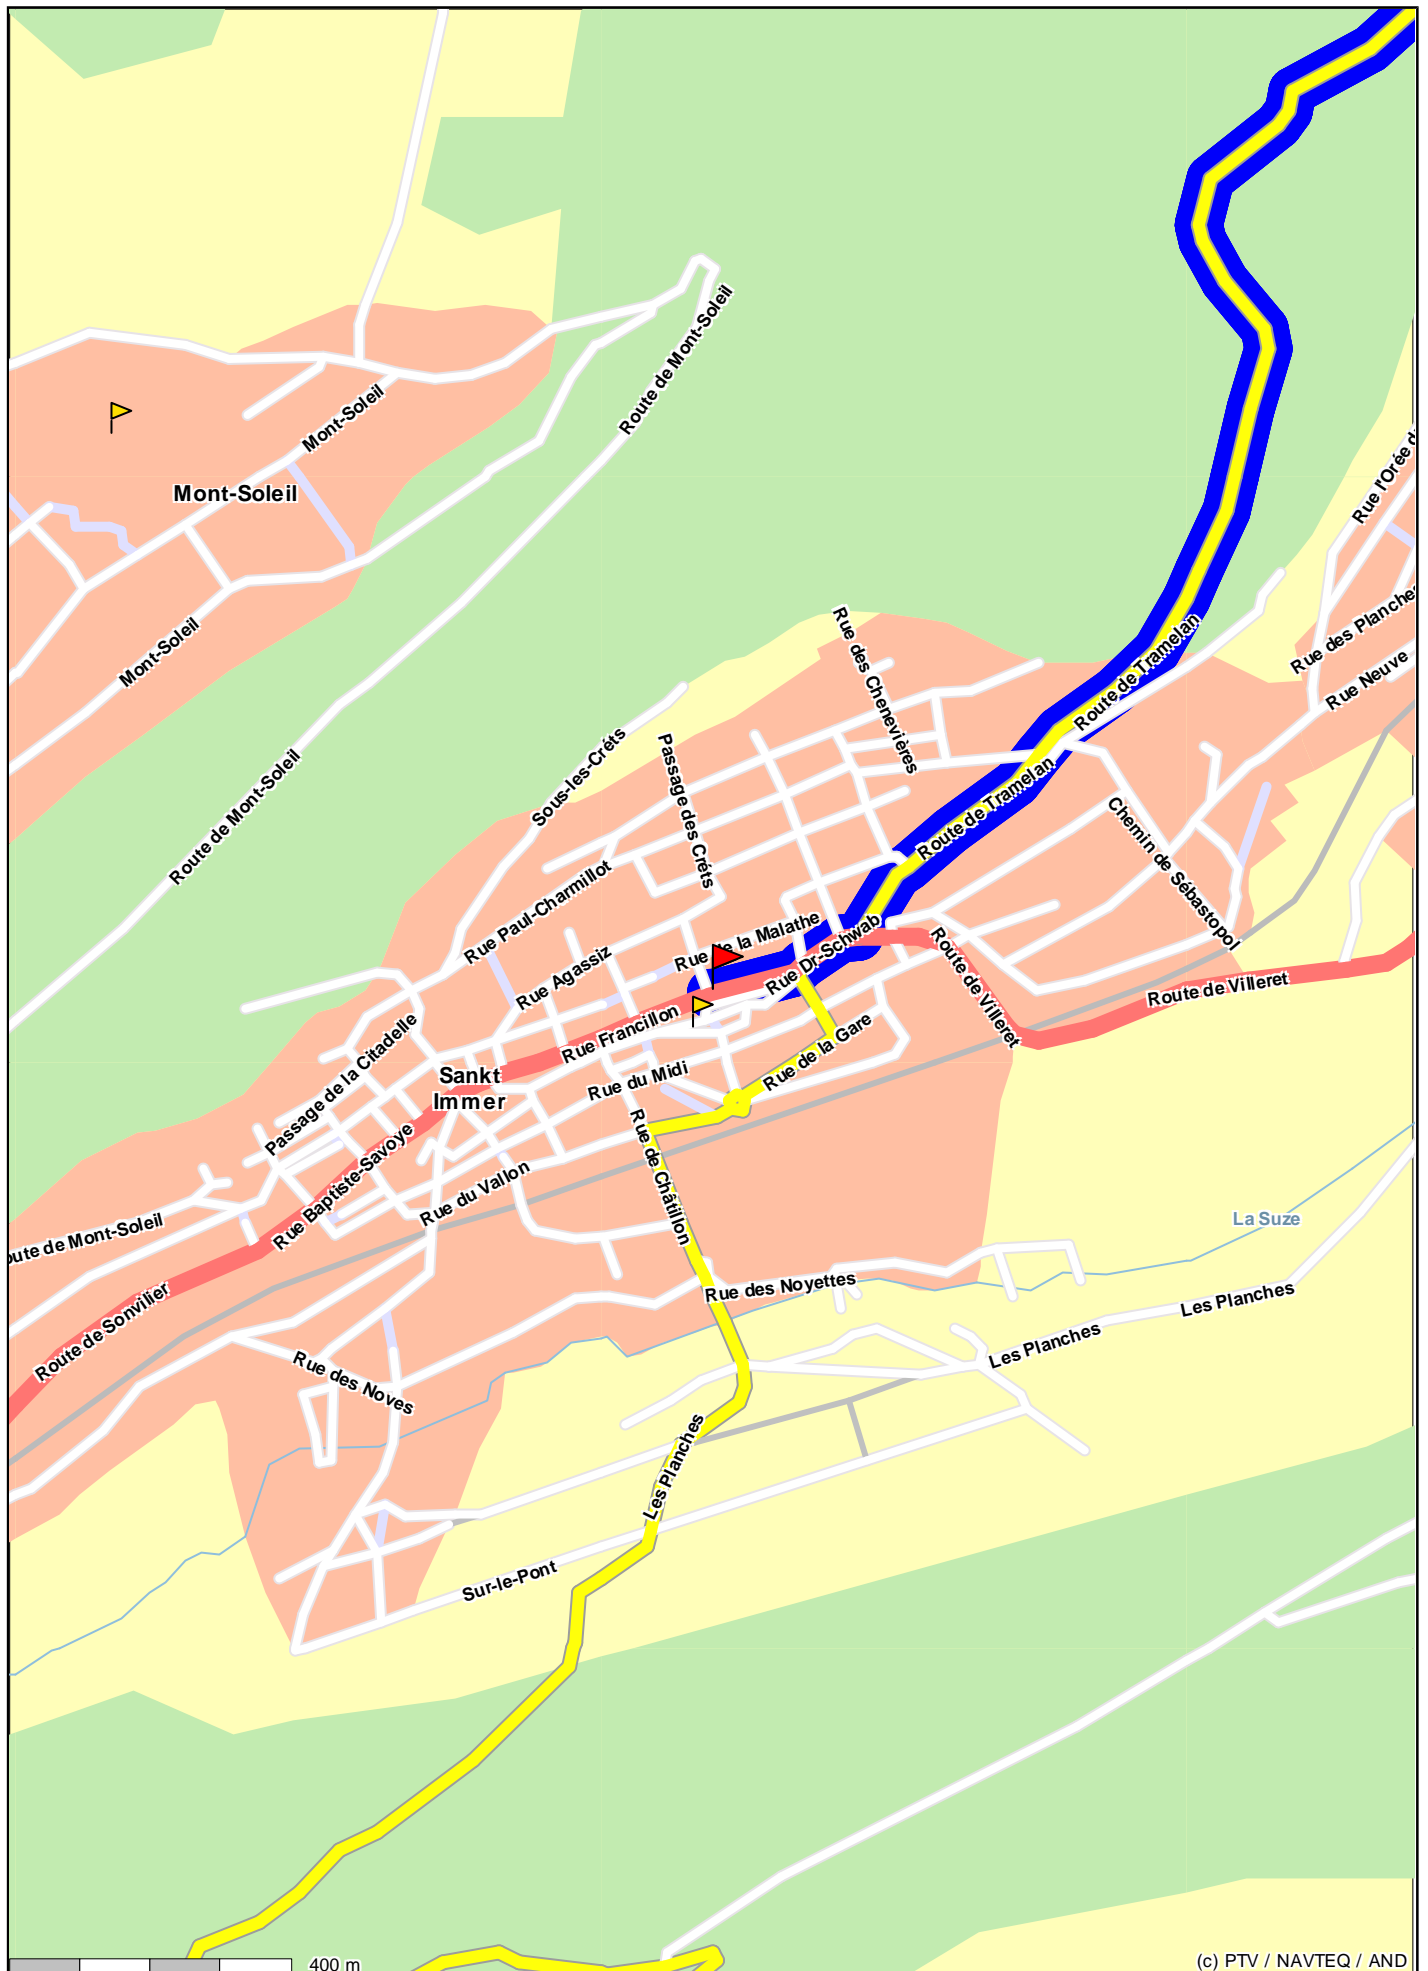 Route de Mont-Soleil
Mont-Soleil
Mont-Soleil
Rue l'Orée d
Rue des Planche
Rue Neuve
Mont-Soleil
Rue des Chenevières
Route de Tramelan
Sous-les-Créts
Passage des Créts
Route de Tramelan
Route de Mont-Soleil
Chemin de Sébastopol
Rue Paul-Charmillot
Rue de la Malathe
Rue Dr-Schwab
Rue Agassiz
Route de Villeret
Route de Villeret
Rue Francillon
Passage de la Citadelle
Rue de la Gare
Sankt
Immer
Rue du Midi
Rue Baptiste-Savoye
Rue de Châtillon
Rue du Vallon
La Suze
oute de Mont-Soleil
Rue des Noyettes
Les Planches
Route de Sonvilier
Les Planches
Rue des Noves
Les Planches
Sur-le-Pont
400 m
(c) PTV / NAVTEQ / AND